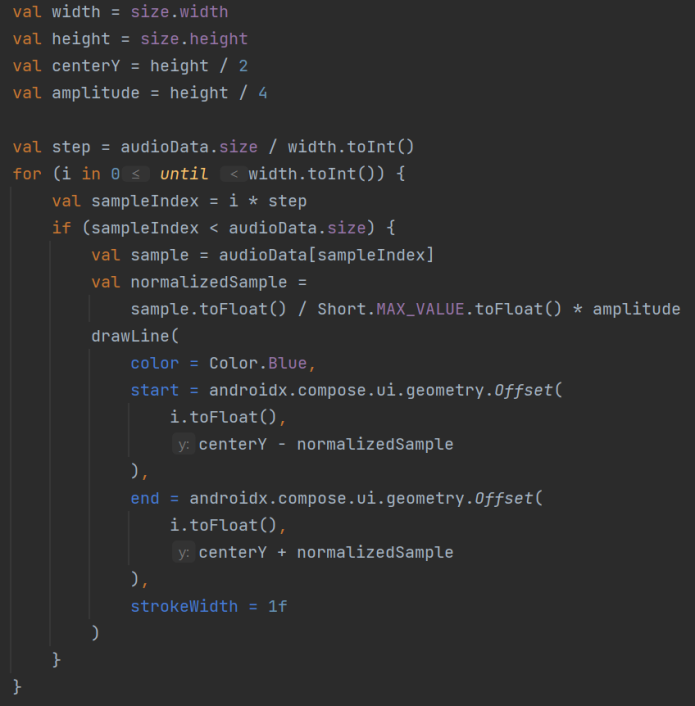 val width = size.width
val height = size.height
val centerY = height / 2
val amplitude = height / 4

val step = audioData.size / width.toInt()
for (i in 0 ≤ until < width.toInt()) {
    val sampleIndex = i * step
    if (sampleIndex < audioData.size) {
        val sample = audioData[sampleIndex]
        val normalizedSample =
            sample.toFloat() / Short.MAX_VALUE.toFloat() * amplitude
        drawLine(
            color = Color.Blue,
            start = androidx.compose.ui.geometry.Offset(
                i.toFloat(),
                y: centerY - normalizedSample
            ),
            end = androidx.compose.ui.geometry.Offset(
                i.toFloat(),
                y: centerY + normalizedSample
            ),
            strokeWidth = 1f
        )
    }
}